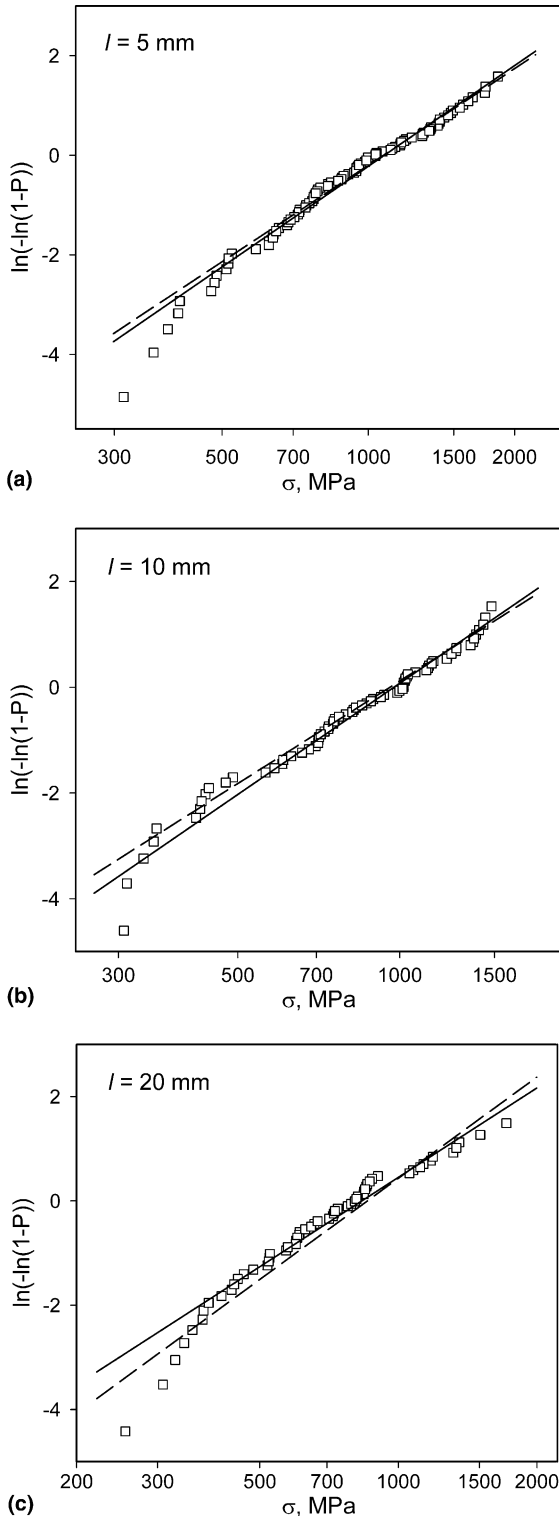 l = 5 mm
2
0
-2
-4
ln(-ln(1-P))
300 500 700 1000 1500 2000
σ, MPa
(a)
l = 10 mm
2
0
-2
-4
ln(-ln(1-P))
300 500 700 1000 1500
σ, MPa
(b)
l = 20 mm
2
0
-2
-4
ln(-ln(1-P))
200 300 500 700 1000 1500 2000
σ, MPa
(c)